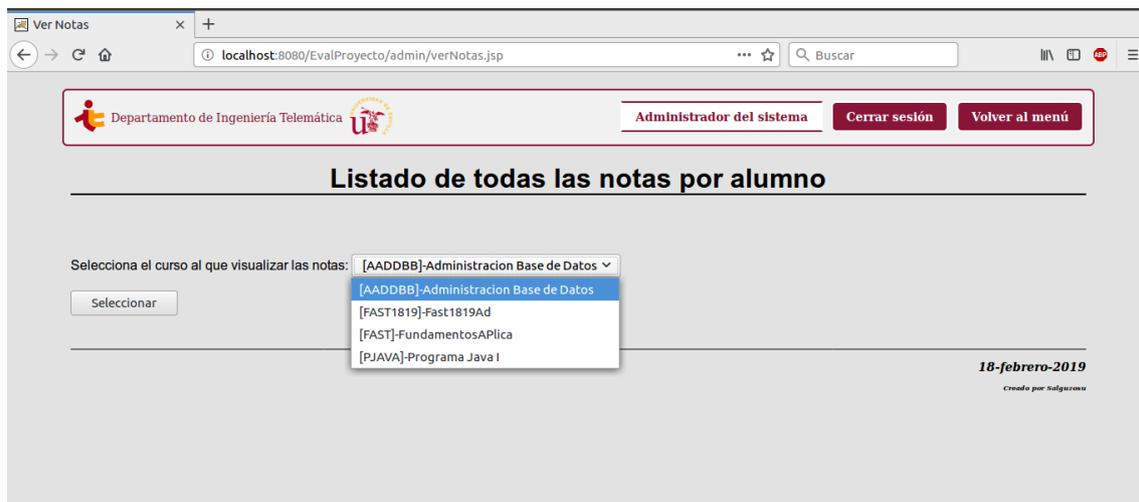 Ver Notas
localhost:8080/EvalProyecto/admin/verNotas.jsp
Buscar
ABP
Departamento de Ingeniería Telemática
Administrador del sistema
Cerrar sesión
Volver al menú
Listado de todas las notas por alumno
Selecciona el curso al que visualizar las notas: [AADDBB]-Administracion Base de Datos
[AADDBB]-Administracion Base de Datos
Seleccionar
[FAST1819]-Fast1819Ad
[FAST]-FundamentosAPlica
[PJAVA]-Programa Java I
18-febrero-2019
Creado por Salguzosu